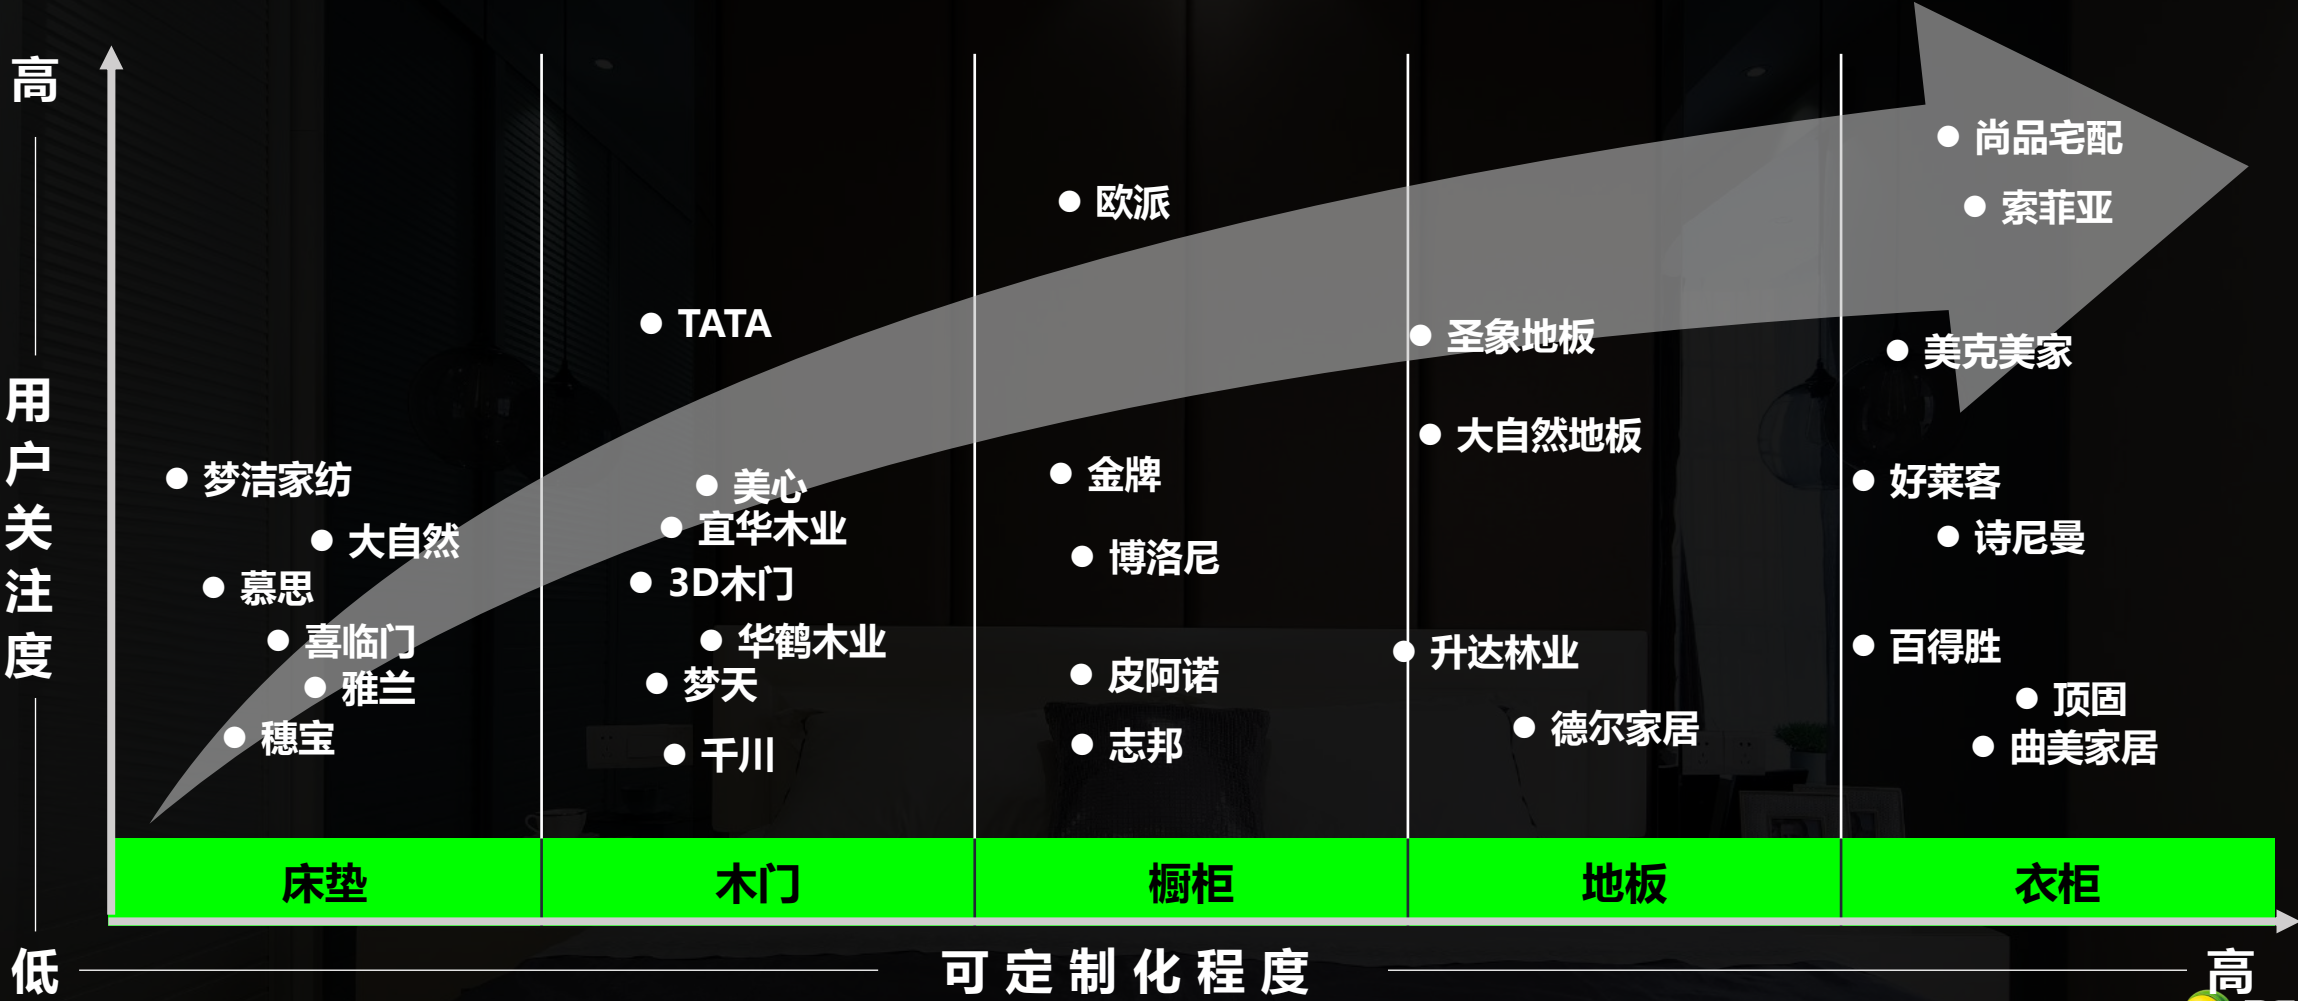 高
用户关注度
低
梦洁家纺
大自然
慕思
喜临门
雅兰
穗宝
TATA
美心
宜华木业
3D木门
华鹤木业
梦天
千川
欧派
金牌
博洛尼
皮阿诺
志邦
圣象地板
大自然地板
升达林业
德尔家居
尚品宅配
索菲亚
美克美家
好莱客
诗尼曼
百得胜
顶固
曲美家居
床垫
木门
橱柜
地板
衣柜
可定制化程度
高